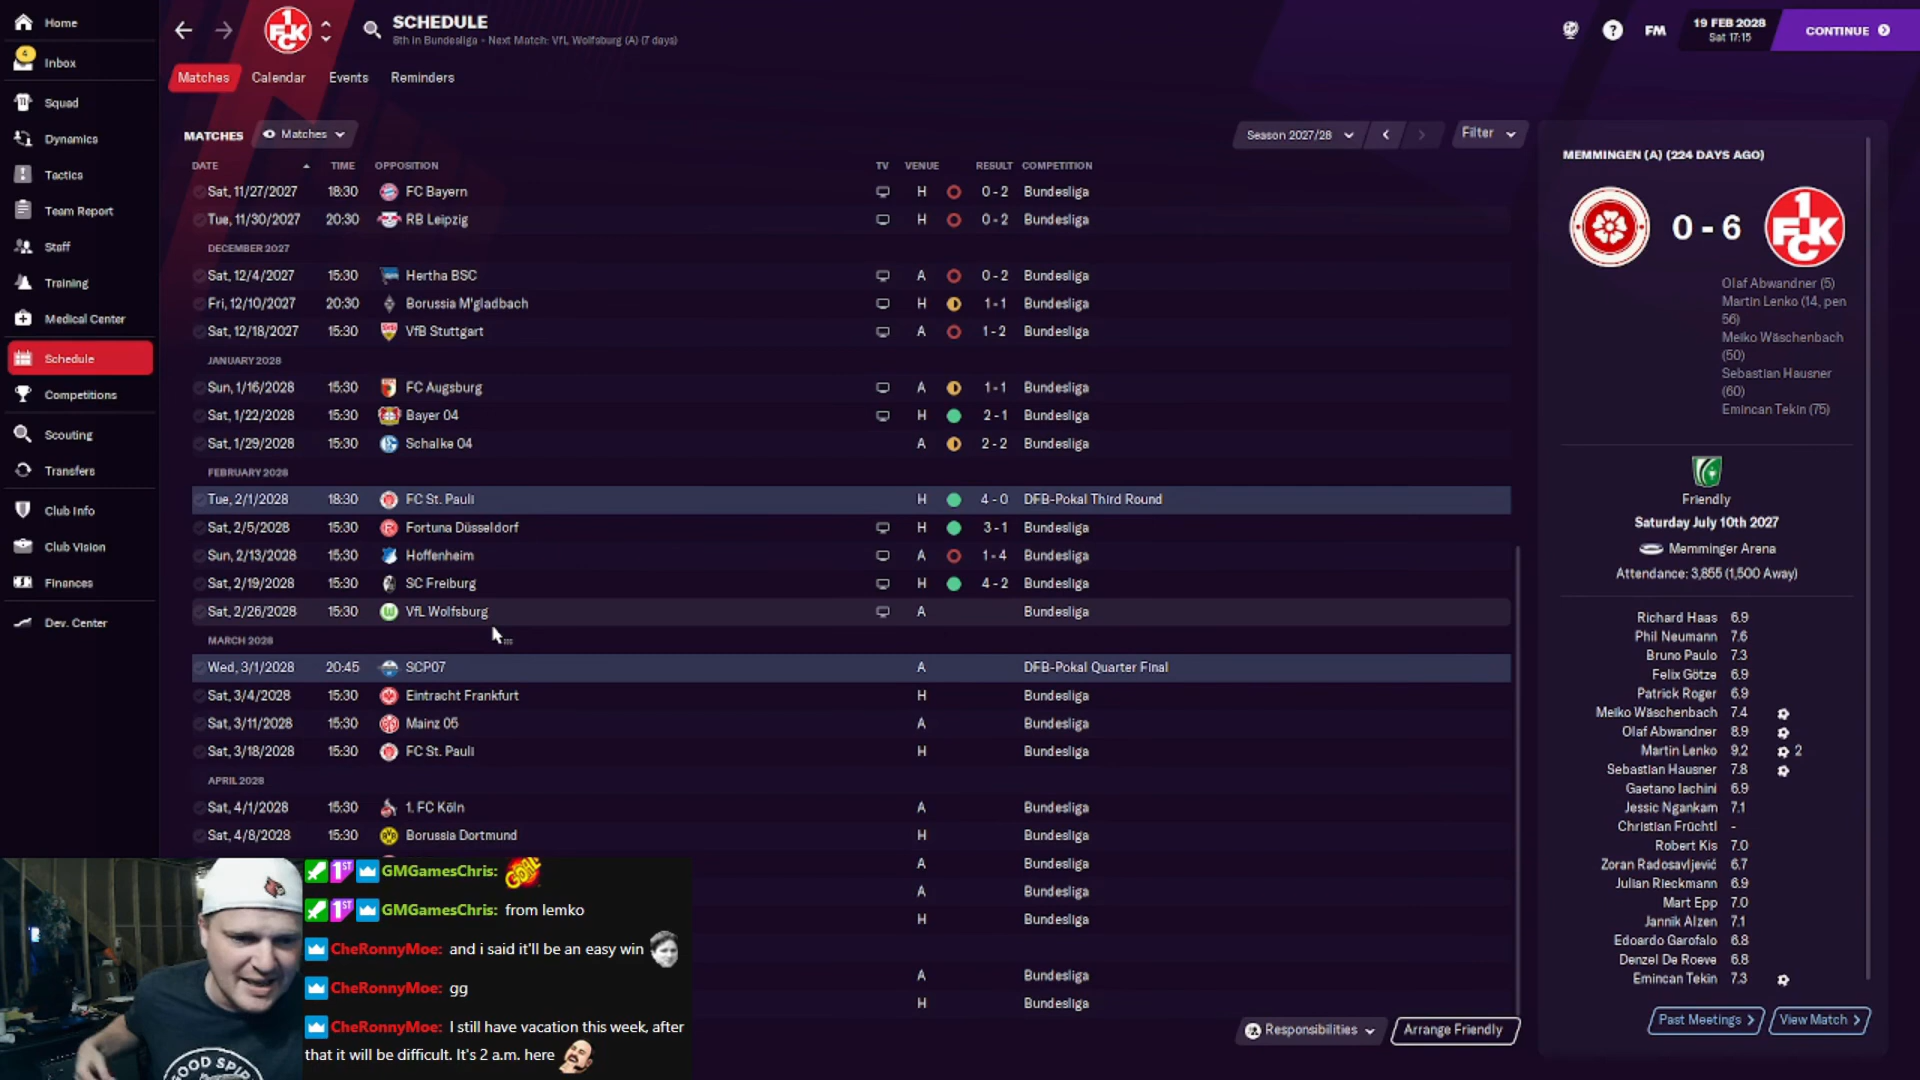 Home
Inbox
4
Squad
Dynamics
Tactics
Team Report
Staff
Training
Medical Center
Schedule
Competitions
Scouting
Transfers
Club Info
Club Vision
Finances
Dev. Center
SCHEDULE
8th in Bundesliga - Next Match: VfL Wolfsburg (A) (7 days)
FM
19 FEB 2028
Sat 17:15
CONTINUE
Matches Calendar Events Reminders
MATCHES Matches
Season 2027/28 Filter
DATE TIME OPPOSITION TV VENUE RESULT COMPETITION
Sat, 11/27/2027 18:30 FC Bayern H 0 - 2 Bundesliga
Tue, 11/30/2027 20:30 RB Leipzig H 0 - 2 Bundesliga
DECEMBER 2027
Sat, 12/4/2027 15:30 Hertha BSC A 0 - 2 Bundesliga
Fri, 12/10/2027 20:30 Borussia M'gladbach H 1 - 1 Bundesliga
Sat, 12/18/2027 15:30 VfB Stuttgart A 1 - 2 Bundesliga
JANUARY 2028
Sun, 1/16/2028 15:30 FC Augsburg A 1 - 1 Bundesliga
Sat, 1/22/2028 15:30 Bayer 04 H 2 - 1 Bundesliga
Sat, 1/29/2028 15:30 Schalke 04 A 2 - 2 Bundesliga
FEBRUARY 2028
Tue, 2/1/2028 18:30 FC St. Pauli H 4 - 0 DFB-Pokal Third Round
Sat, 2/5/2028 15:30 Fortuna Düsseldorf H 3 - 1 Bundesliga
Sun, 2/13/2028 15:30 Hoffenheim A 1 - 4 Bundesliga
Sat, 2/19/2028 15:30 SC Freiburg H 4 - 2 Bundesliga
Sat, 2/26/2028 15:30 VfL Wolfsburg A Bundesliga
MARCH 2028
Wed, 3/1/2028 20:45 SCP07 A DFB-Pokal Quarter Final
Sat, 3/4/2028 15:30 Eintracht Frankfurt H Bundesliga
Sat, 3/11/2028 15:30 Mainz 05 A Bundesliga
Sat, 3/18/2028 15:30 FC St. Pauli H Bundesliga
APRIL 2028
Sat, 4/1/2028 15:30 1. FC Köln A Bundesliga
Sat, 4/8/2028 15:30 Borussia Dortmund H Bundesliga
A Bundesliga
A Bundesliga
H Bundesliga
A Bundesliga
H Bundesliga
Responsibilities Arrange Friendly
MEMMINGEN (A) (224 DAYS AGO)
0 - 6
1
FCK
Olaf Abwandner (5)
Martin Lenko (14, pen
56)
Meiko Wäschenbach
(50)
Sebastian Hausner
(60)
Emincan Tekin (75)
Friendly
Saturday July 10th 2027
Memminger Arena
Attendance: 3,855 (1,500 Away)
Richard Haas 6.9
Phil Neumann 7.6
Bruno Paulo 7.3
Felix Götze 6.9
Patrick Roger 6.9
Meiko Wäschenbach 7.4
Olaf Abwandner 8.9
Martin Lenko 9.2 2
Sebastian Hausner 7.8
Gaetano Iachini 6.9
Jessic Ngankam 7.1
Christian Früchtl -
Robert Kis 7.0
Zoran Radosavljević 6.7
Julian Rieckmann 6.9
Mart Epp 7.0
Jannik Alzen 7.1
Edoardo Garofalo 6.8
Denzel De Roeve 6.8
Emincan Tekin 7.3
Past Meetings View Match
1ST GMGamesChris: GOAL
1ST GMGamesChris: from lemko
CheRonnyMoe: and i said it'll be an easy win
CheRonnyMoe: gg
CheRonnyMoe: I still have vacation this week, after
that it will be difficult. It's 2 a.m. here